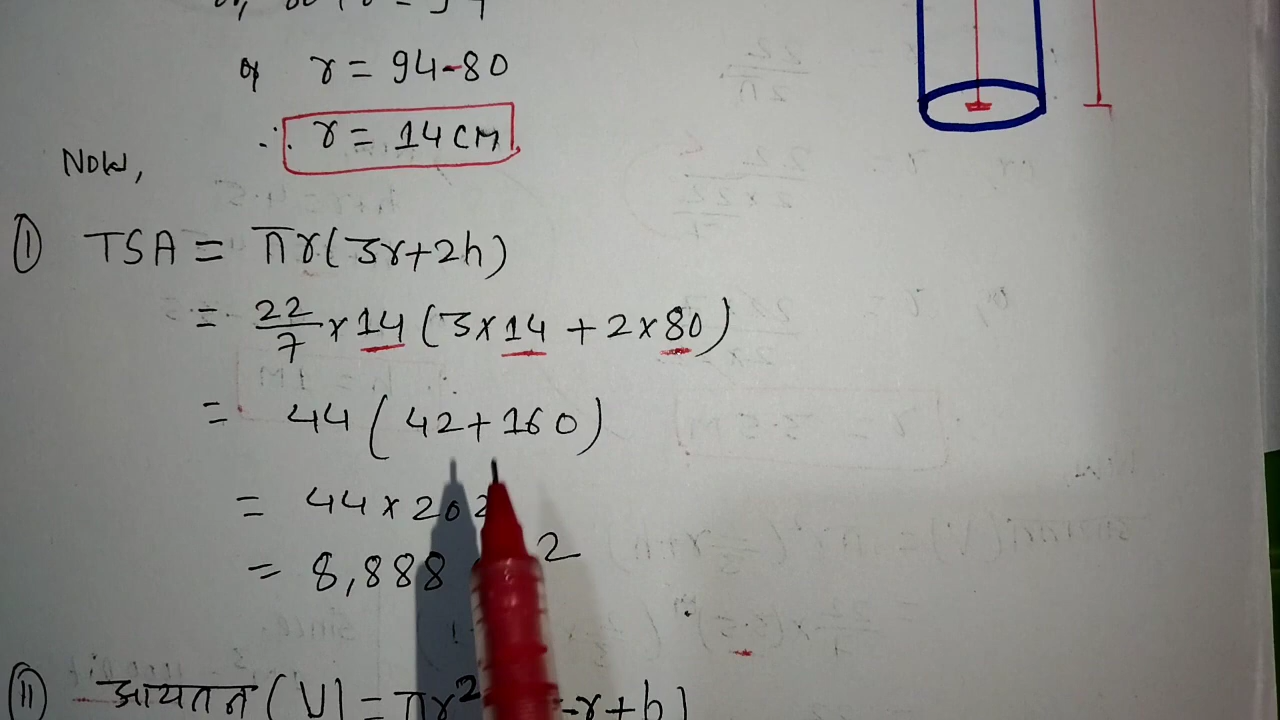 or r = 94-80
∴ r = 14 CM
Now,
(i) TSA = πr(3r+2h)
= 22/7 × 14 (3×14 + 2×80)
= 44 (42+160)
= 44×202
= 8,888 2
(ii) आयतन (V) = πr² -r+h)